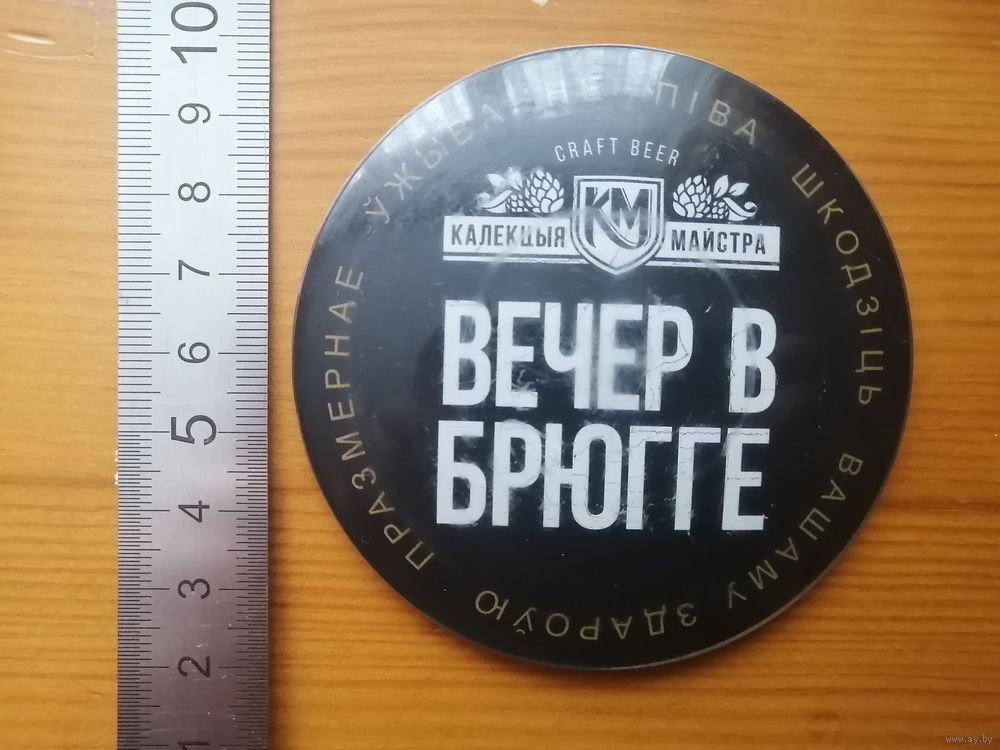 10
9
8
7
6
5
4
3
2
1
ПРАЗМЕРНАЕ ЎЖЫВАННЕ ПІВА ШКОДЗІЦЬ ВАШАМУ ЗДАРОЎЮ
CRAFT BEER
КМ
КАЛЕКЦЫЯ МАЙСТРА
ВЕЧЕР В
БРЮГГЕ
www.ay.by